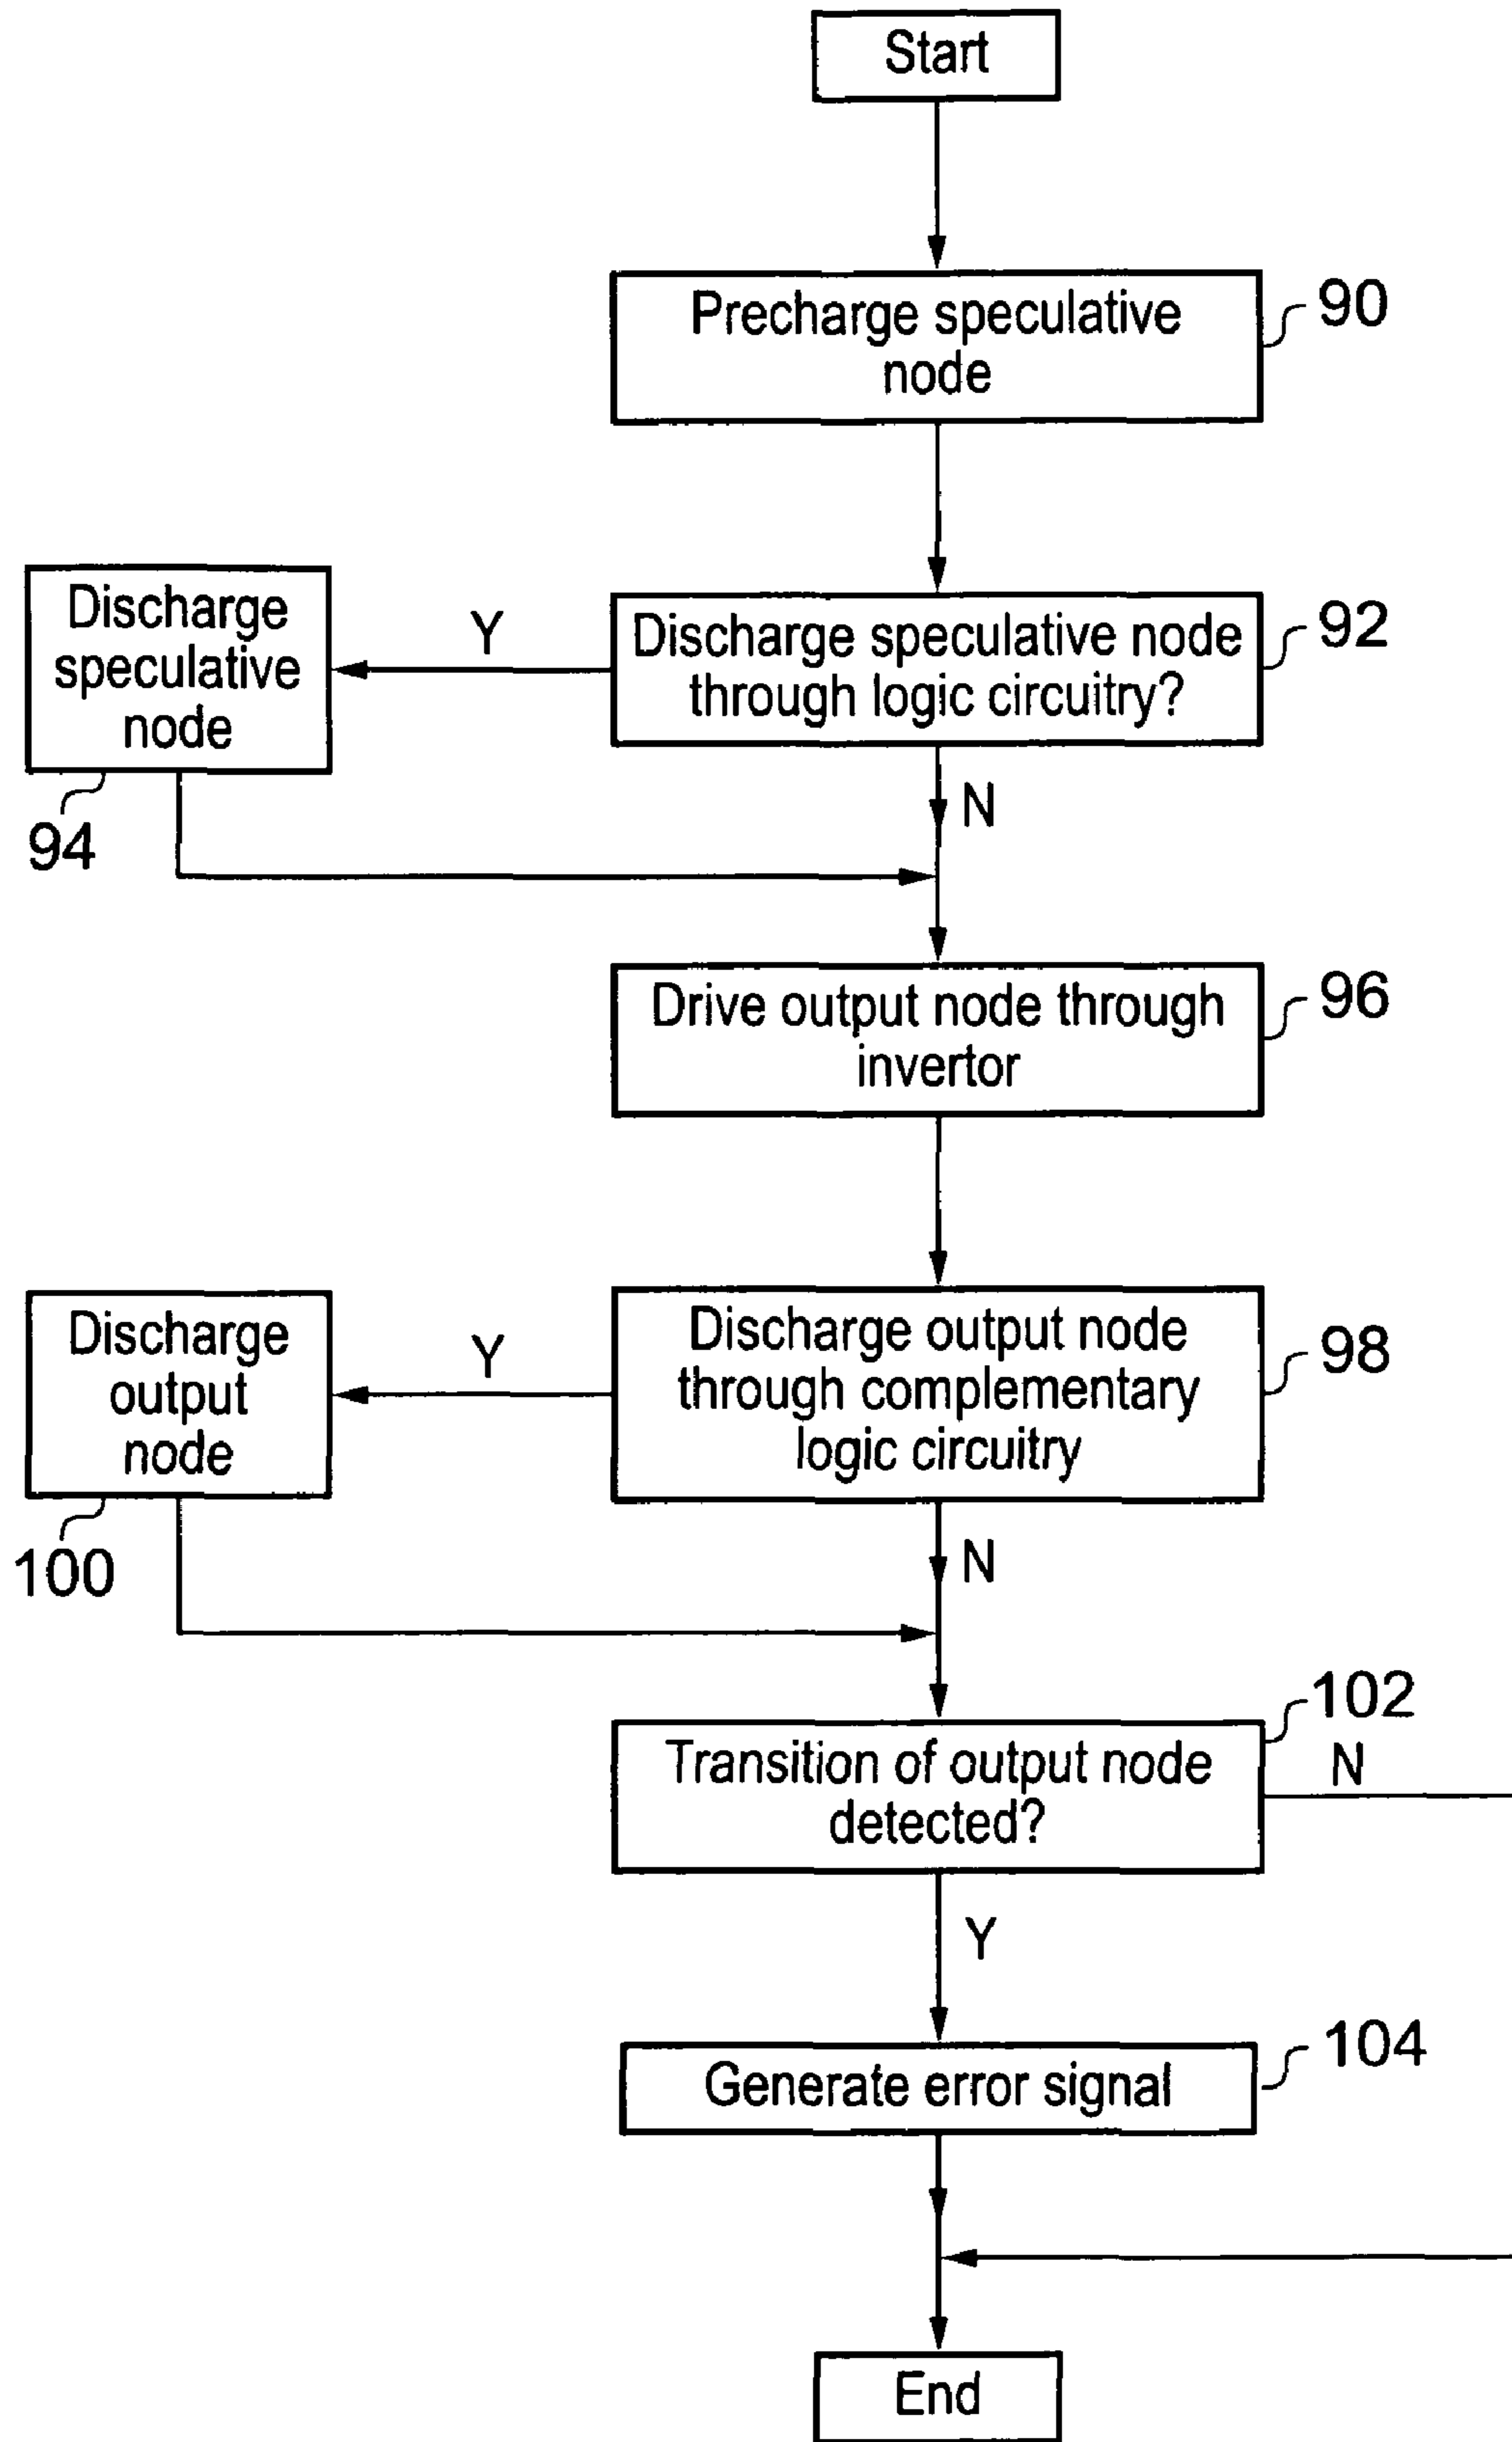 Start
Precharge speculative
node
90
Discharge
speculative
node
94
Y
Discharge speculative node
through logic circuitry?
92
N
Drive output node through
invertor
96
Discharge
output
node
100
Y
Discharge output node
through complementary
logic circuitry
98
N
Transition of output node
detected?
102
N
Y
Generate error signal
104
End